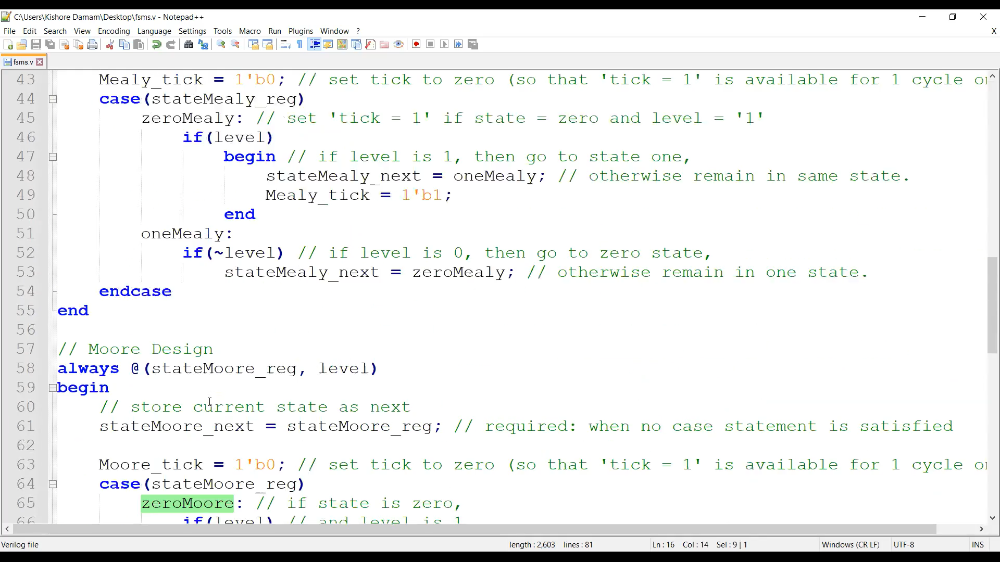 C:\Users\Kishore Damam\Desktop\fsms.v - Notepad++
File Edit Search View Encoding Language Settings Tools Macro Run Plugins Window ? X
fsms.v
43 Mealy_tick = 1'b0; // set tick to zero (so that 'tick = 1' is available for 1 cycle
44 case(stateMealy_reg)
45 zeroMealy: // set 'tick = 1' if state = zero and level = '1'
46 if(level)
47 begin // if level is 1, then go to state one,
48 stateMealy_next = oneMealy; // otherwise remain in same state.
49 Mealy_tick = 1'b1;
50 end
51 oneMealy:
52 if(~level) // if level is 0, then go to zero state,
53 stateMealy_next = zeroMealy; // otherwise remain in one state.
54 endcase
55 end
56
57 // Moore Design
58 always @(stateMoore_reg, level)
59 begin
60 // store current state as next
61 stateMoore_next = stateMoore_reg; // required: when no case statement is satisfied
62
63 Moore_tick = 1'b0; // set tick to zero (so that 'tick = 1' is available for 1 cycle
64 case(stateMoore_reg)
65 zeroMoore: // if state is zero,
66 if(level) // and level is 1
Verilog file length : 2,603 lines : 81 Ln : 16 Col : 14 Sel : 9 | 1 Windows (CR LF) UTF-8 INS